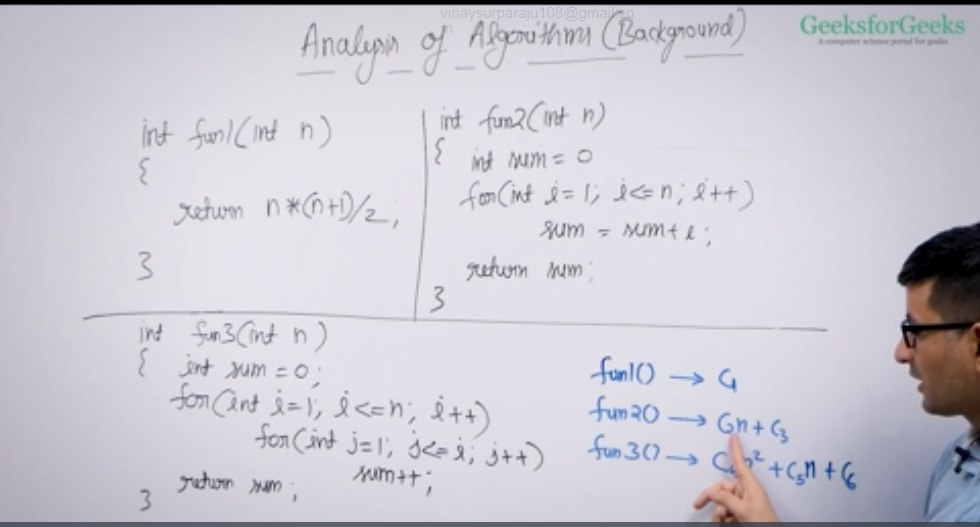 vinaysurparaju108@gmail.co
m
GeeksforGeeks
A computer science portal for geeks
Analysis of Algorithms (Background)
int fun1(int n)
{
return n*(n+1)/2;
}
int fun2(int n)
{ int sum = 0
for(int i=1; i<=n; i++)
sum = sum+i;
return sum;
}
int fun3(int n)
{ int sum = 0;
for(int i=1; i<=n; i++)
for(int j=1; j<=i; j++)
sum++;
return sum;
}
fun1() → C₁
fun2() → C₂n + C₃
fun3() → C₄n² + C₅n + C₆